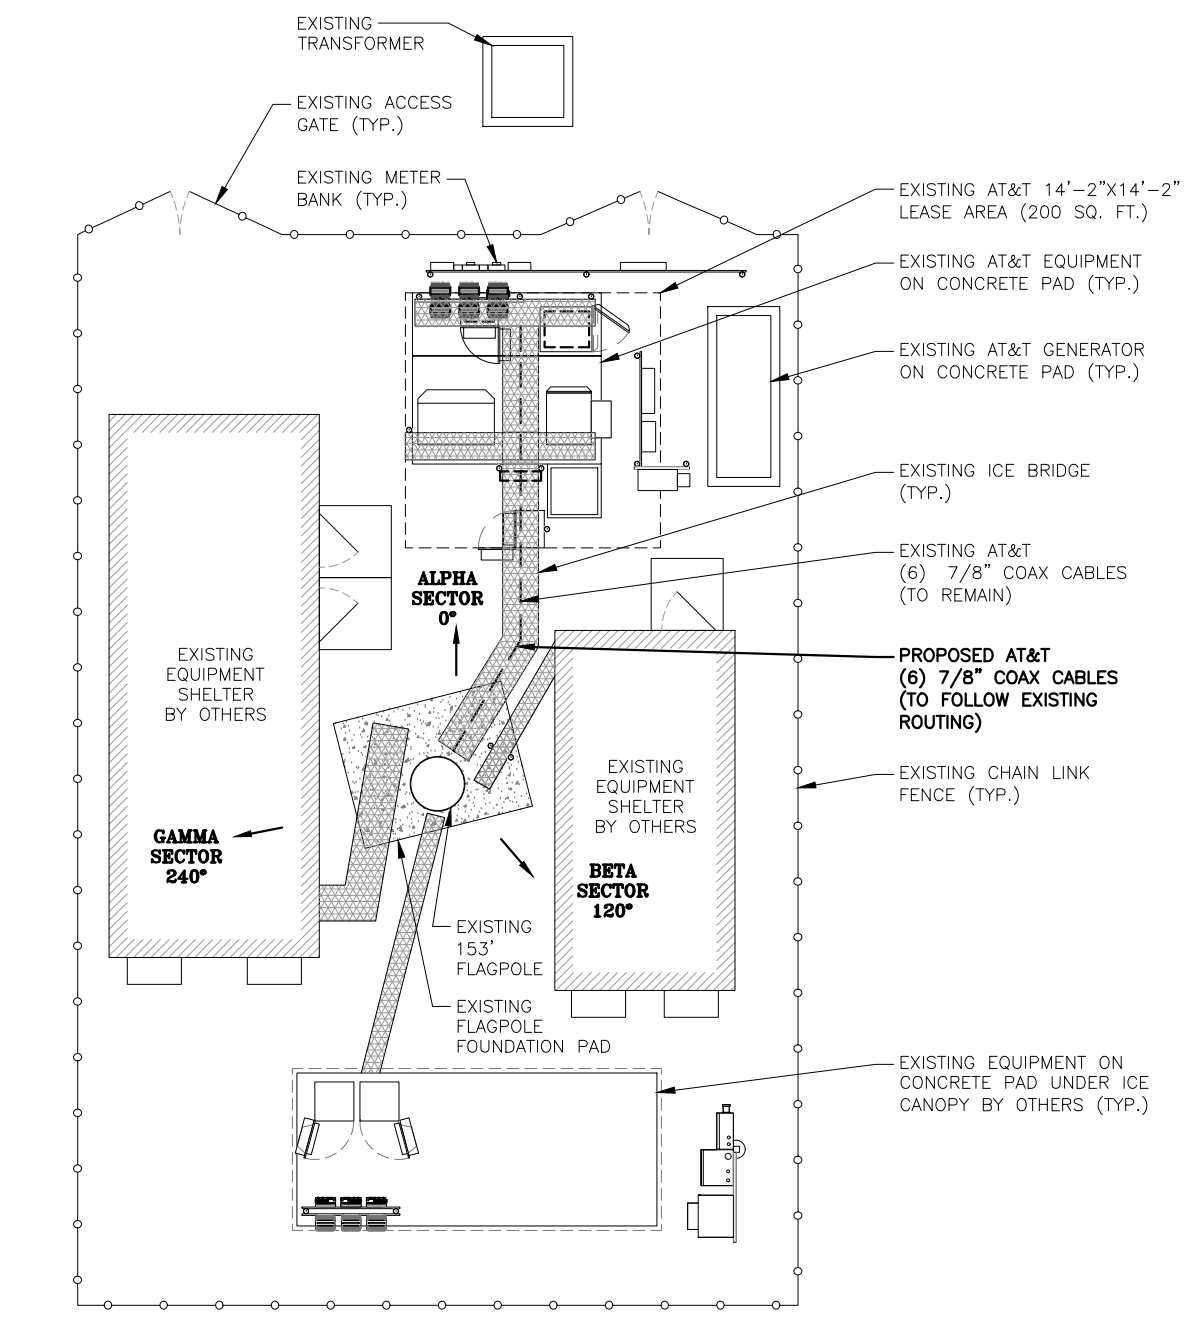 EXISTING
TRANSFORMER
EXISTING ACCESS
GATE (TYP.)
EXISTING METER
BANK (TYP.)
EXISTING AT&T 14'-2"X14'-2"
LEASE AREA (200 SQ. FT.)
EXISTING AT&T EQUIPMENT
ON CONCRETE PAD (TYP.)
EXISTING AT&T GENERATOR
ON CONCRETE PAD (TYP.)
EXISTING ICE BRIDGE
(TYP.)
EXISTING AT&T
(6) 7/8" COAX CABLES
(TO REMAIN)
ALPHA
SECTOR
0°
PROPOSED AT&T
(6) 7/8" COAX CABLES
(TO FOLLOW EXISTING
ROUTING)
EXISTING
EQUIPMENT
SHELTER
BY OTHERS
EXISTING
EQUIPMENT
SHELTER
BY OTHERS
EXISTING CHAIN LINK
FENCE (TYP.)
GAMMA
SECTOR
240°
BETA
SECTOR
120°
EXISTING
153'
FLAGPOLE
EXISTING
FLAGPOLE
FOUNDATION PAD
EXISTING EQUIPMENT ON
CONCRETE PAD UNDER ICE
CANOPY BY OTHERS (TYP.)